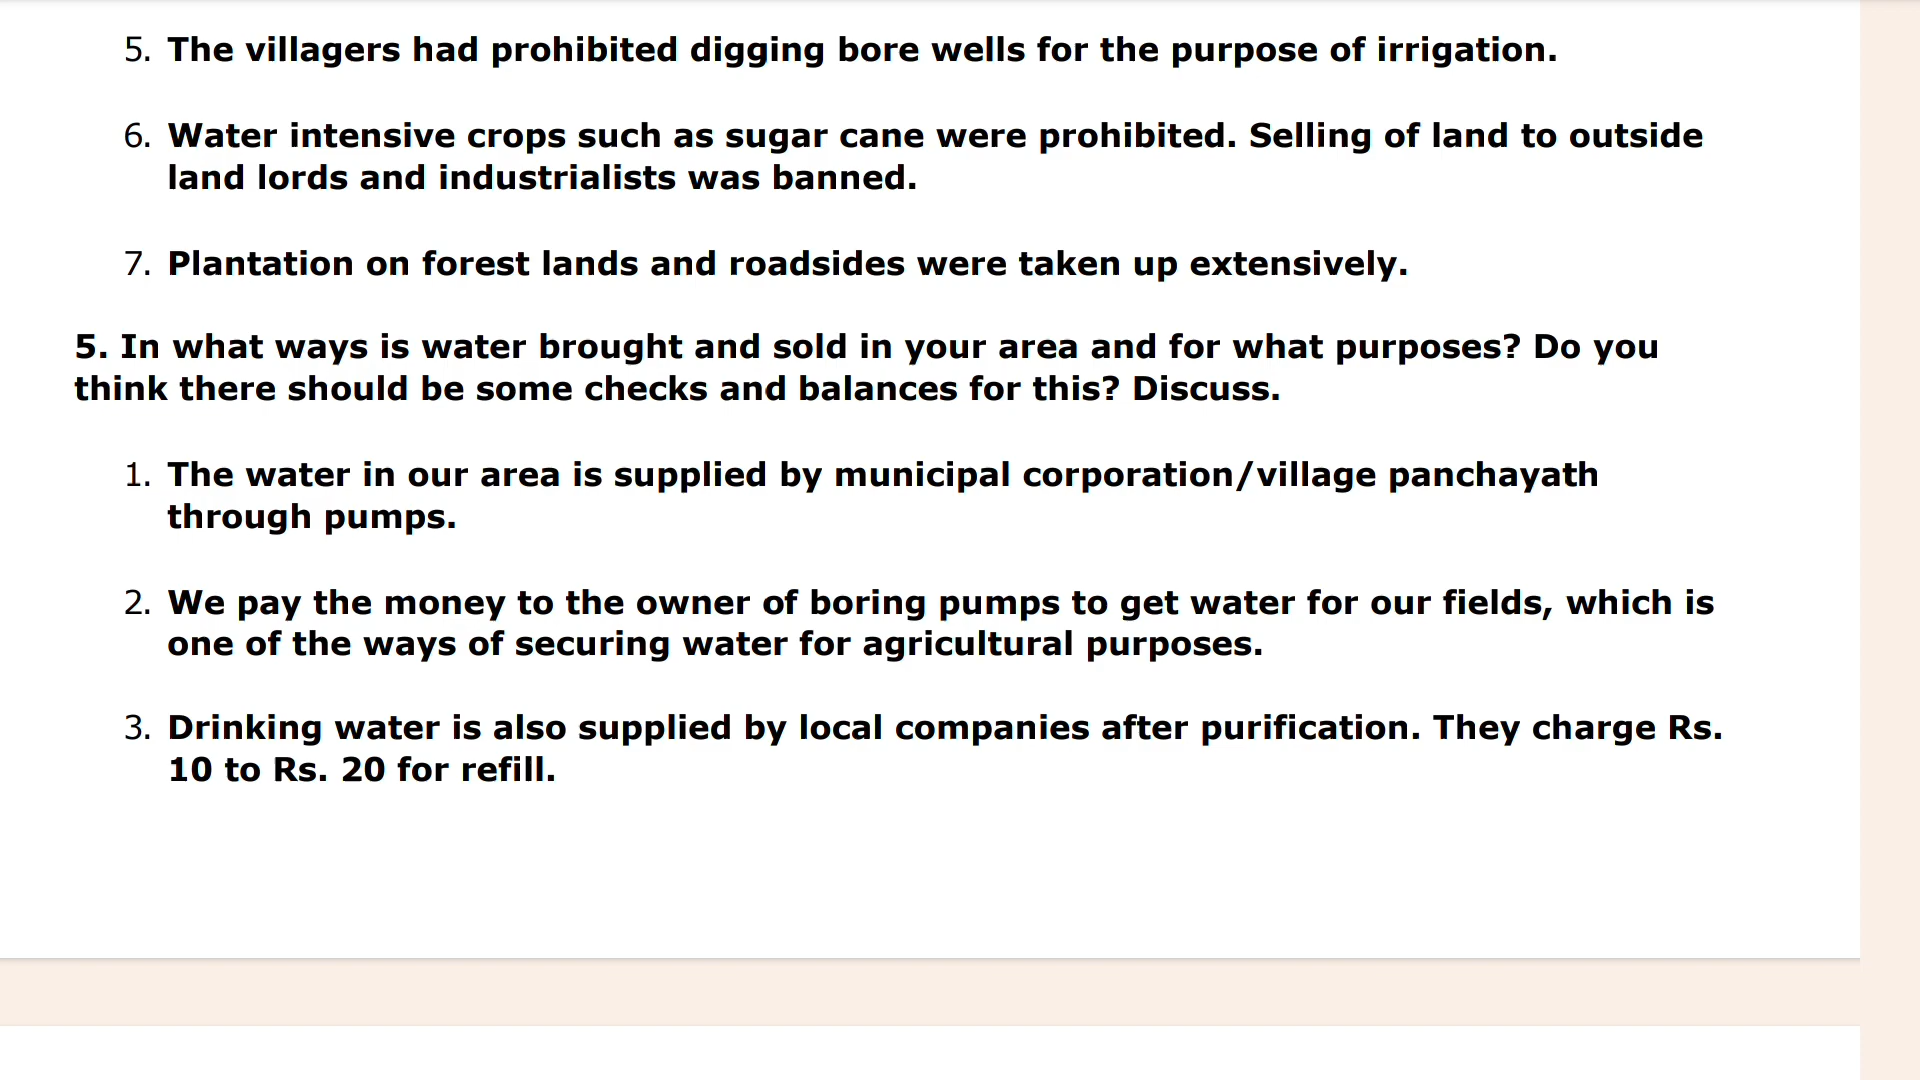 5. The villagers had prohibited digging bore wells for the purpose of irrigation.
6. Water intensive crops such as sugar cane were prohibited. Selling of land to outside
land lords and industrialists was banned.
7. Plantation on forest lands and roadsides were taken up extensively.
5. In what ways is water brought and sold in your area and for what purposes? Do you
think there should be some checks and balances for this? Discuss.
1. The water in our area is supplied by municipal corporation/village panchayath
through pumps.
2. We pay the money to the owner of boring pumps to get water for our fields, which is
one of the ways of securing water for agricultural purposes.
3. Drinking water is also supplied by local companies after purification. They charge Rs.
10 to Rs. 20 for refill.